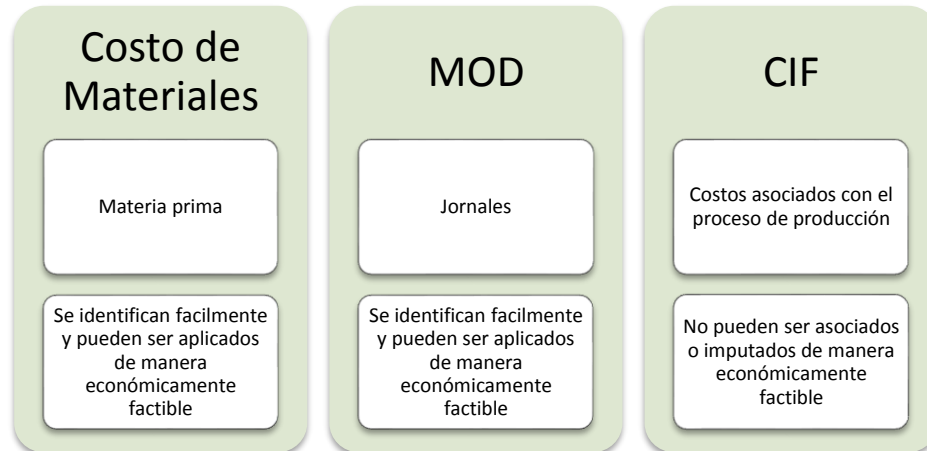 Costo de
Materiales
Materia prima
Se identifican facilmente
y pueden ser aplicados
de manera
económicamente
factible
MOD
Jornales
Se identifican facilmente
y pueden ser aplicados
de manera
económicamente
factible
CIF
Costos asociados con el
proceso de producción
No pueden ser asociados
o imputados de manera
económicamente
factible